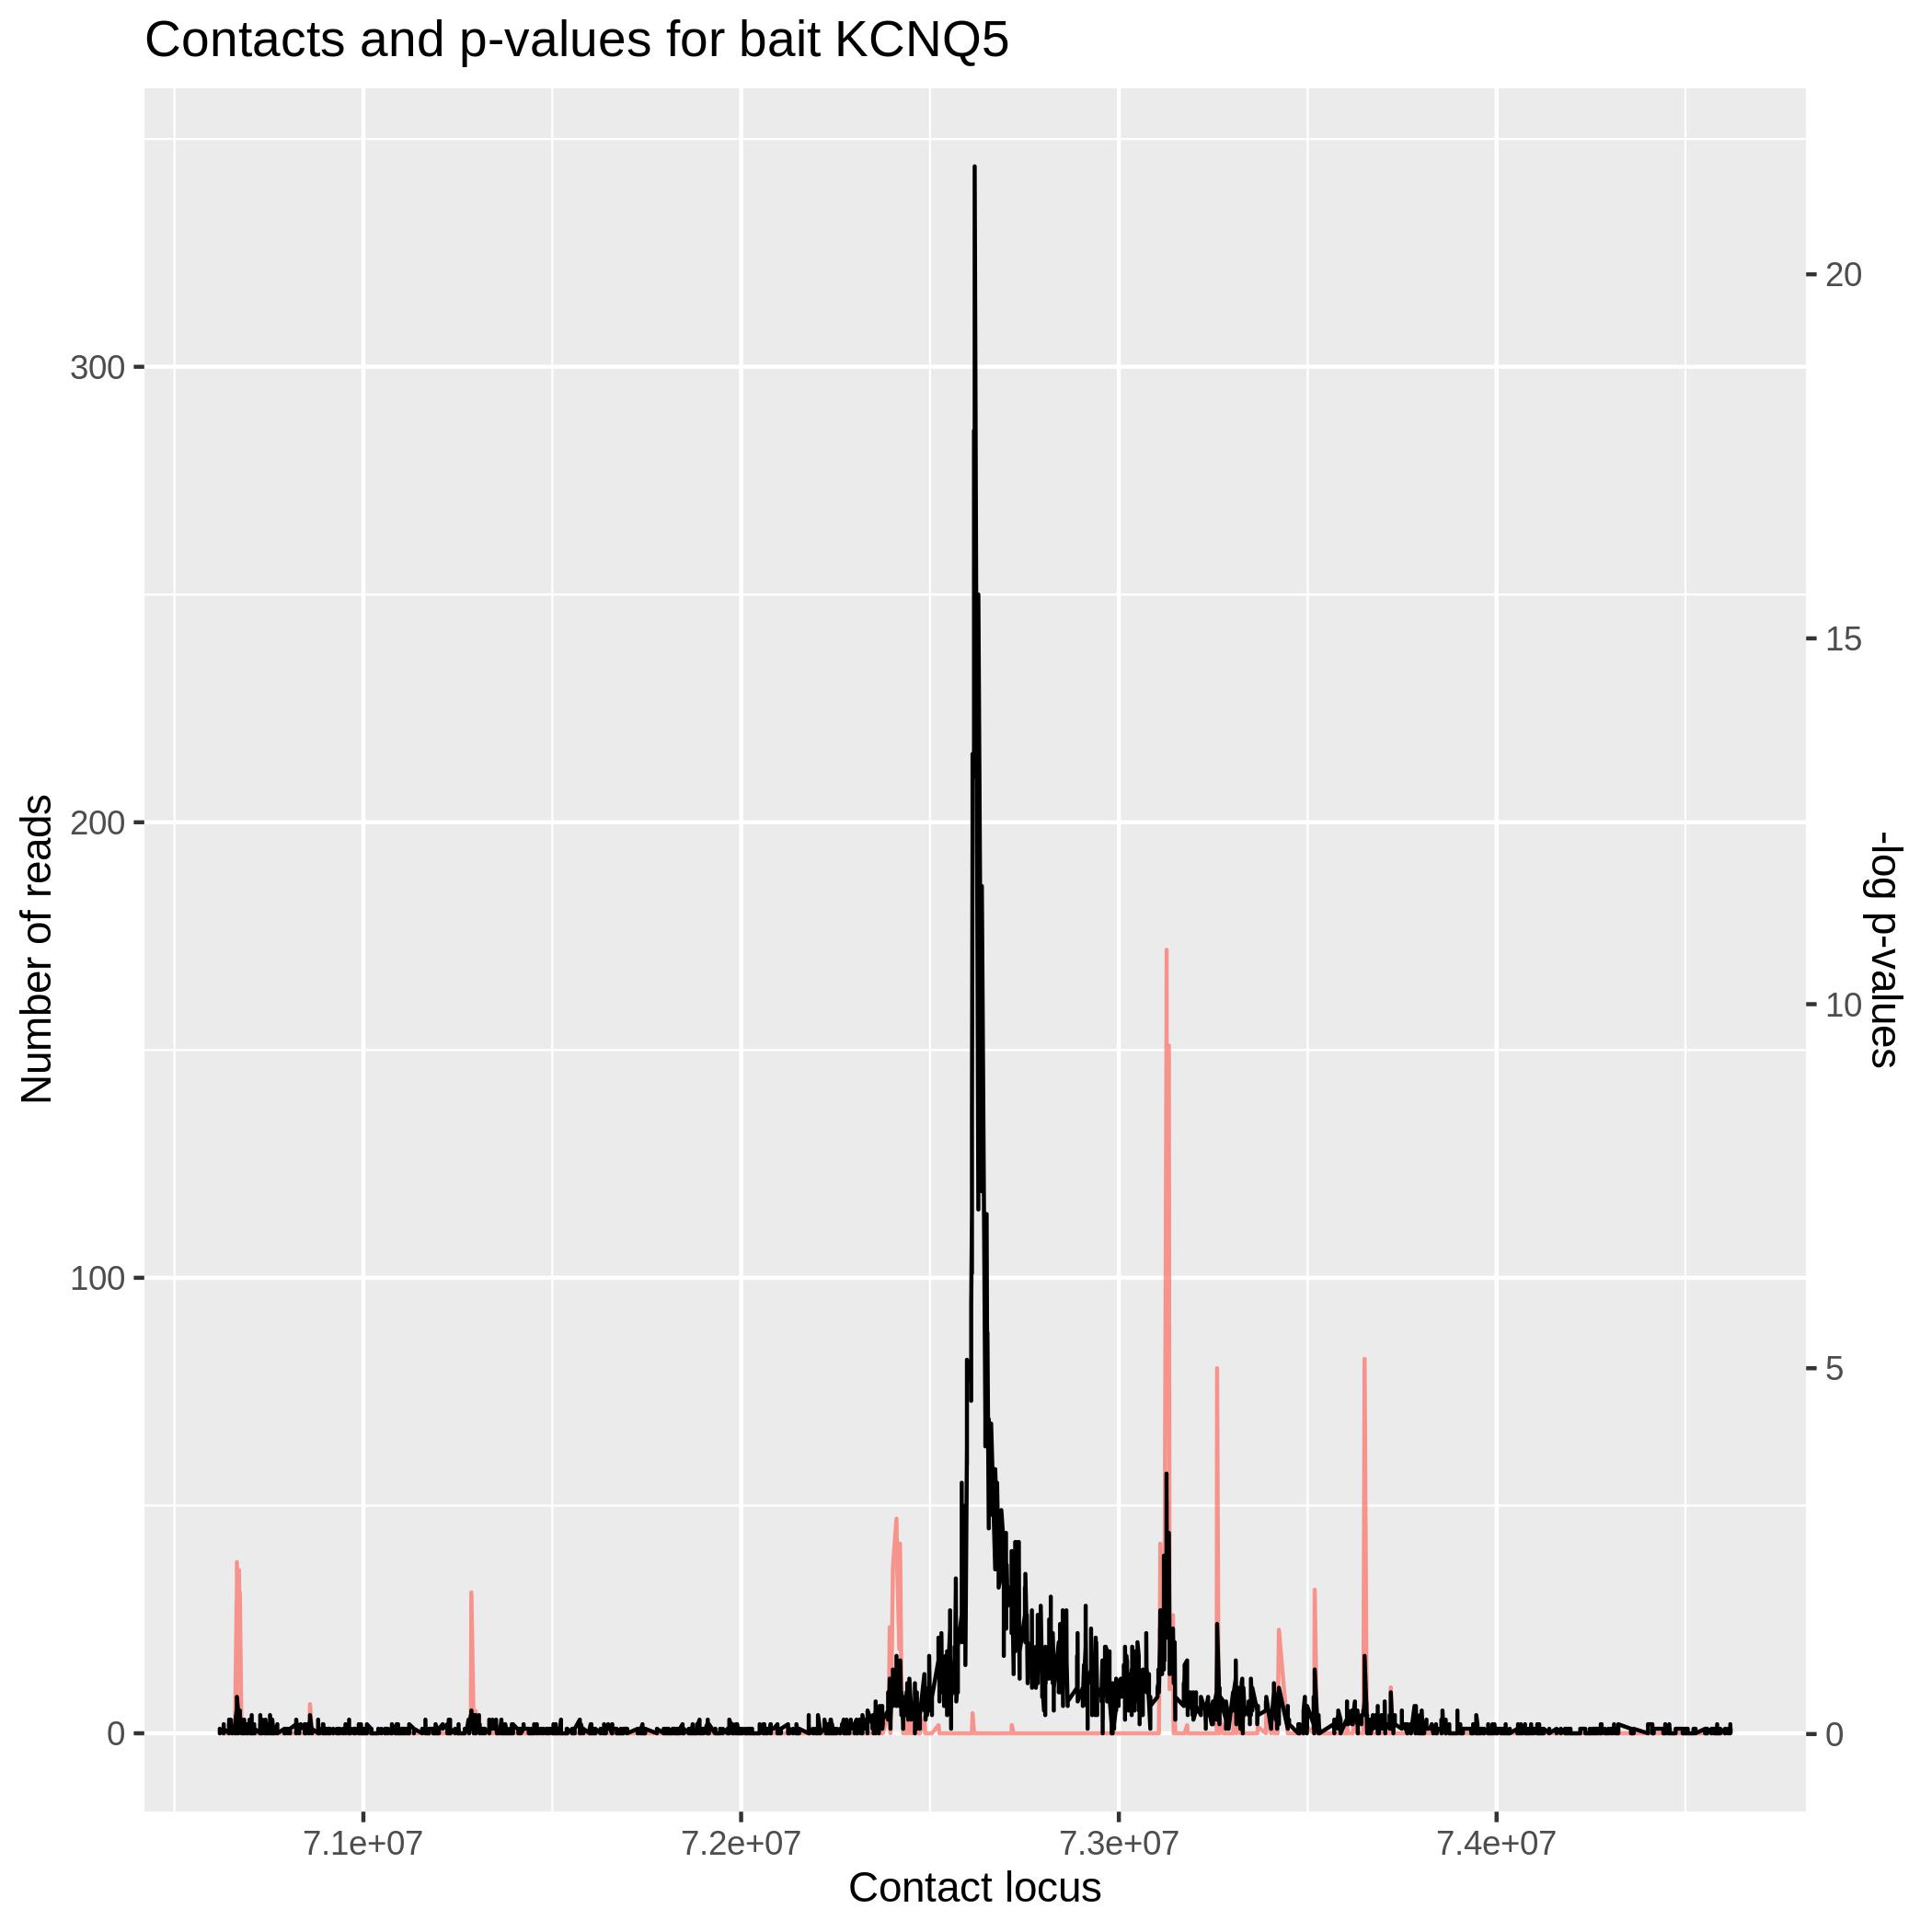 Contacts and p-values for bait KCNQ5
Number of reads
300
200
100
0
20
15
10
5
0
-log p-values
7.1e+07
7.2e+07
7.3e+07
7.4e+07
Contact locus